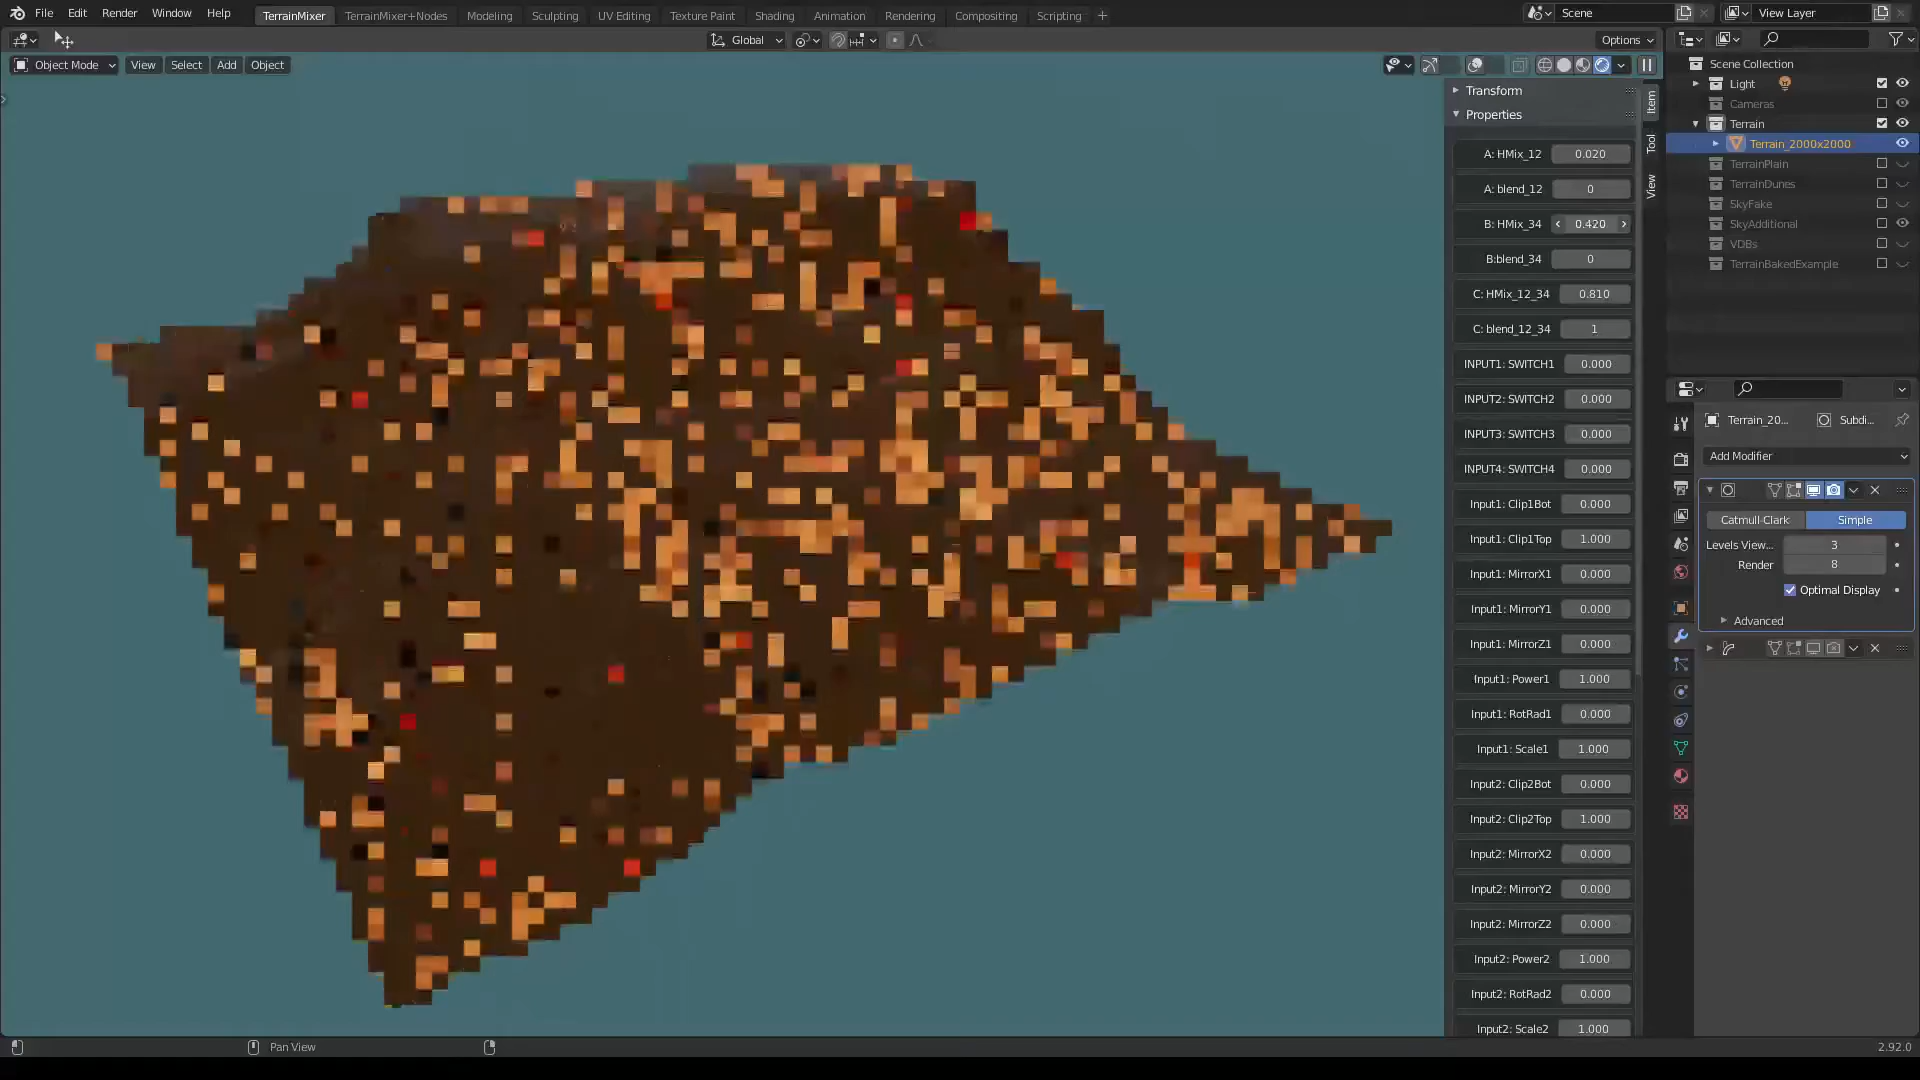 File Edit Render Window Help TerrainMixer TerrainMixer+Nodes Modeling Sculpting UV Editing Texture Paint Shading Animation Rendering Compositing Scripting + Scene View Layer
Global Options
Object Mode View Select Add Object
Scene Collection
Light
Cameras
Terrain
Terrain_2000x2000
TerrainPlain
TerrainDunes
SkyFake
SkyAdditional
VDBs
TerrainBakedExample
Transform
Properties
Item
Tool
View
A: HMix_12 0.020
A: blend_12 0
B: HMix_34 0.420
B:blend_34 0
C: HMix_12_34 0.810
C: blend_12_34 1
INPUT1: SWITCH1 0.000
INPUT2: SWITCH2 0.000
INPUT3: SWITCH3 0.000
INPUT4: SWITCH4 0.000
Input1: Clip1Bot 0.000
Input1: Clip1Top 1.000
Input1: MirrorX1 0.000
Input1: MirrorY1 0.000
Input1: MirrorZ1 0.000
Input1: Power1 1.000
Input1: RotRad1 0.000
Input1: Scale1 1.000
Input2: Clip2Bot 0.000
Input2: Clip2Top 1.000
Input2: MirrorX2 0.000
Input2: MirrorY2 0.000
Input2: MirrorZ2 0.000
Input2: Power2 1.000
Input2: RotRad2 0.000
Input2: Scale2 1.000
Terrain_20... Subdi...
Add Modifier
Catmull-Clark Simple
Levels View... 3
Render 8
Optimal Display
Advanced
Pan View 2.92.0